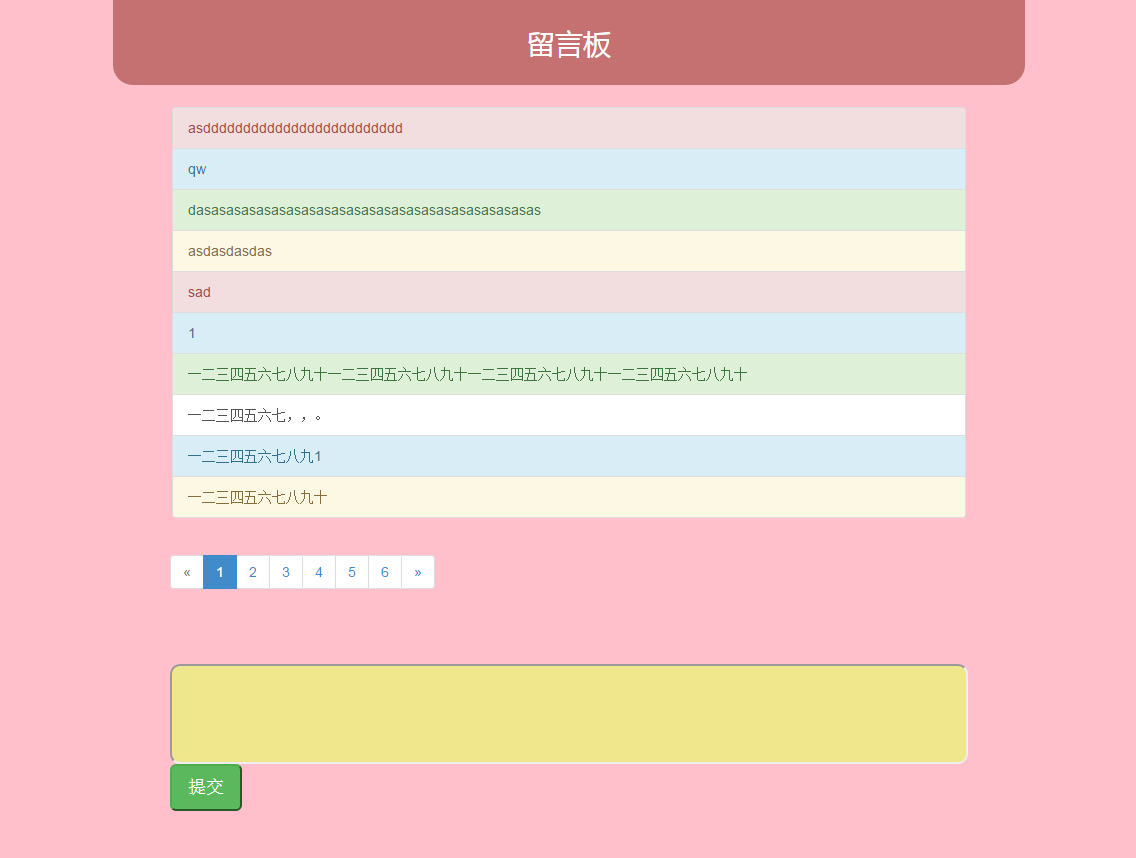 留言板
asddddddddddddddddddddddddd
qw
dasasasasasasasasasasasasasasasasasasasasasasas
asdasdasdas
sad
1
一二三四五六七八九十一二三四五六七八九十一二三四五六七八九十一二三四五六七八九十
一二三四五六七，，。
一二三四五六七八九1
一二三四五六七八九十
« 1 2 3 4 5 6 »
提交